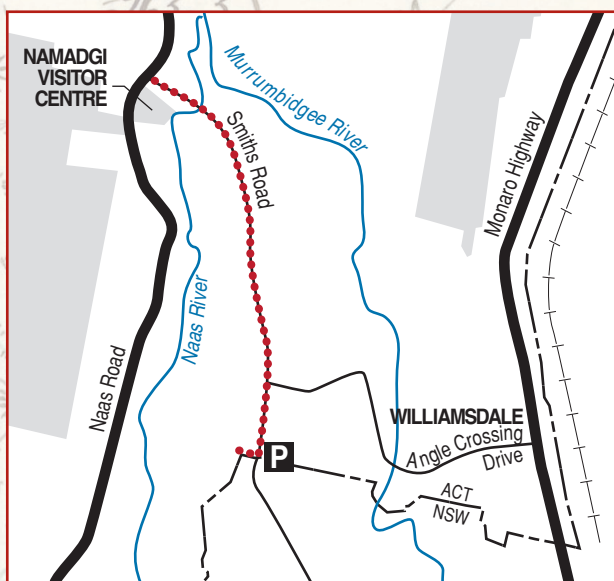 NAMADGI
VISITOR
CENTRE
Murrumbidgee River
Smiths Road
Monaro Highway
Naas River
Naas Road
WILLIAMSDALE
Angle Crossing
Drive
P
ACT
NSW